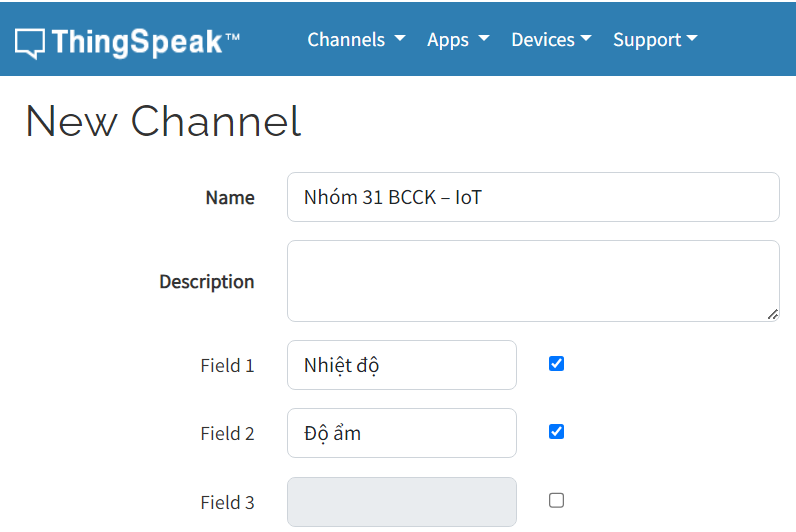 ThingSpeak™ Channels Apps Devices Support
New Channel
Name Nhóm 31 BCCK – IoT
Description
Field 1 Nhiệt độ
Field 2 Độ ẩm
Field 3